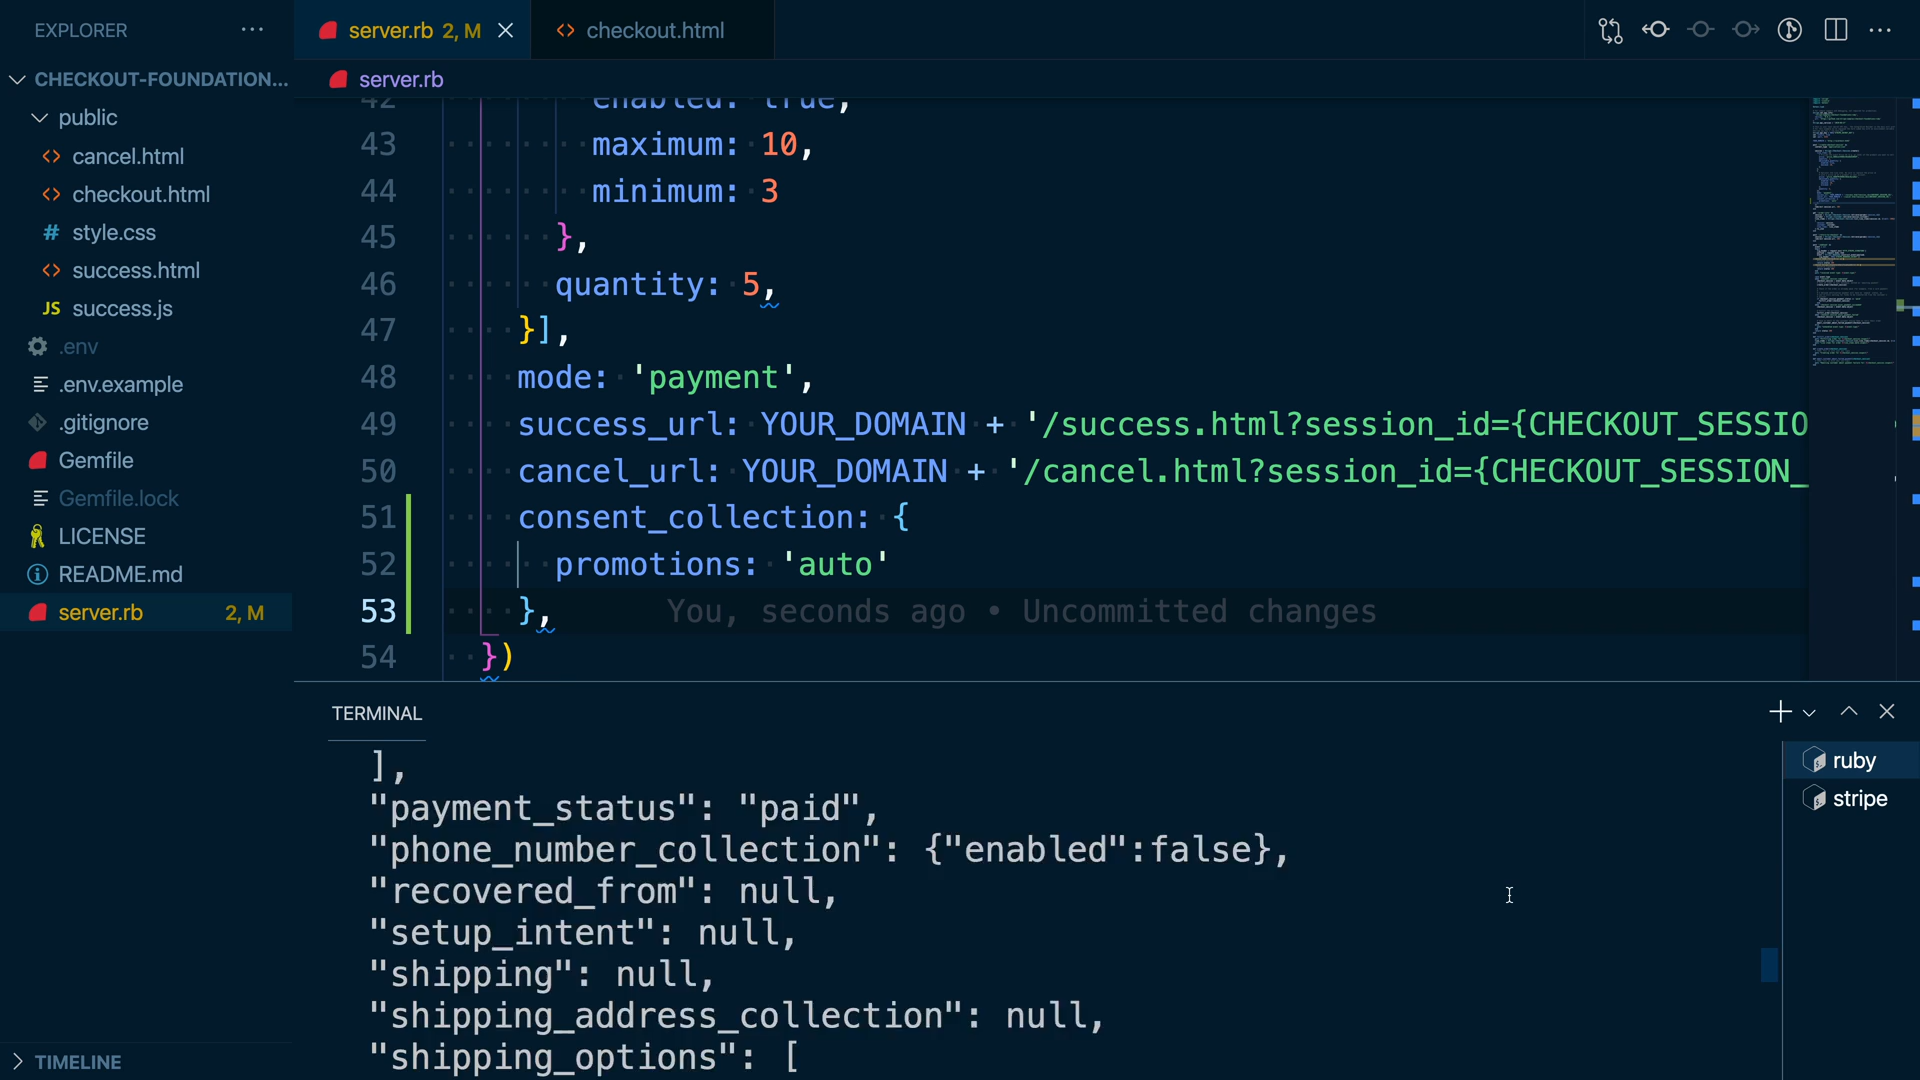 EXPLORER
CHECKOUT-FOUNDATION...
public
cancel.html
checkout.html
style.css
success.html
JS success.js
.env
.env.example
.gitignore
Gemfile
Gemfile.lock
LICENSE
README.md
server.rb 2, M
TIMELINE
server.rb 2, M
checkout.html
server.rb
42 enabled: true,
43 maximum: 10,
44 minimum: 3
45 },
46 quantity: 5,
47 }],
48 mode: 'payment',
49 success_url: YOUR_DOMAIN + '/success.html?session_id={CHECKOUT_SESSIO
50 cancel_url: YOUR_DOMAIN + '/cancel.html?session_id={CHECKOUT_SESSION_
51 consent_collection: {
52 promotions: 'auto'
53 }, You, seconds ago • Uncommitted changes
54 })
TERMINAL
],
"payment_status": "paid",
"phone_number_collection": {"enabled":false},
"recovered_from": null,
"setup_intent": null,
"shipping": null,
"shipping_address_collection": null,
"shipping_options": [
ruby
stripe